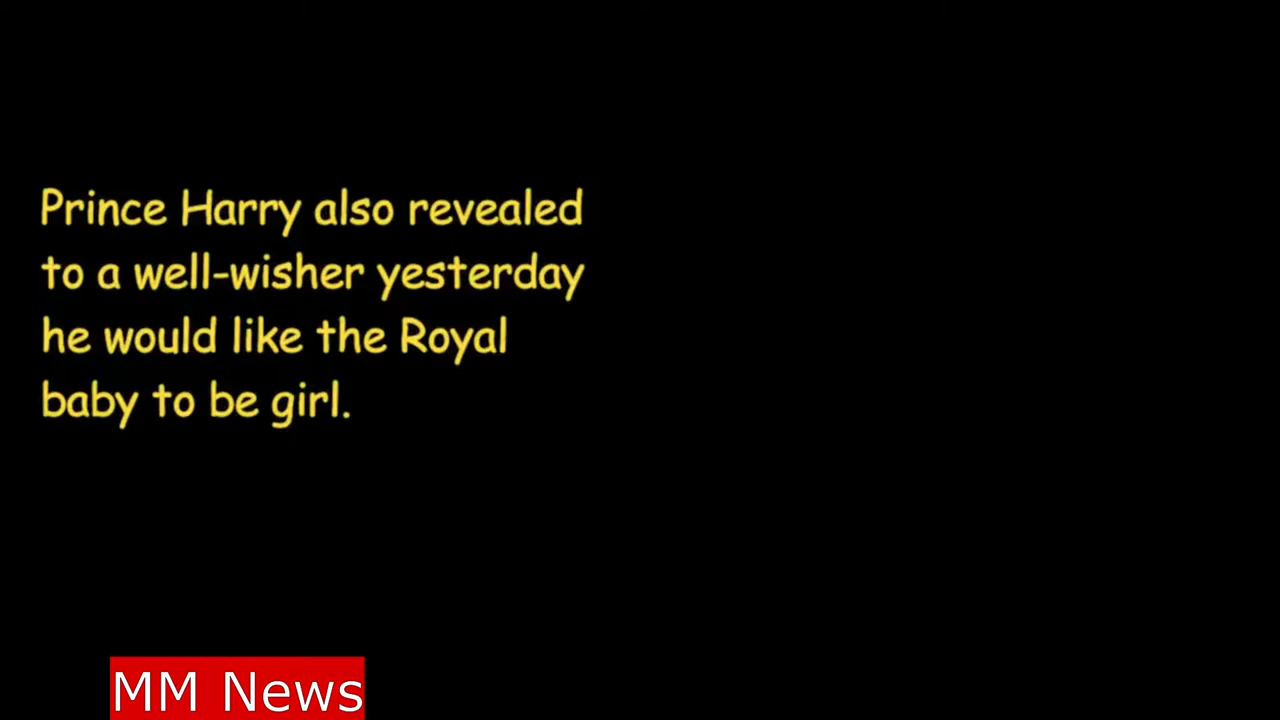 Prince Harry also revealed
to a well-wisher yesterday
he would like the Royal
baby to be girl.
MM News